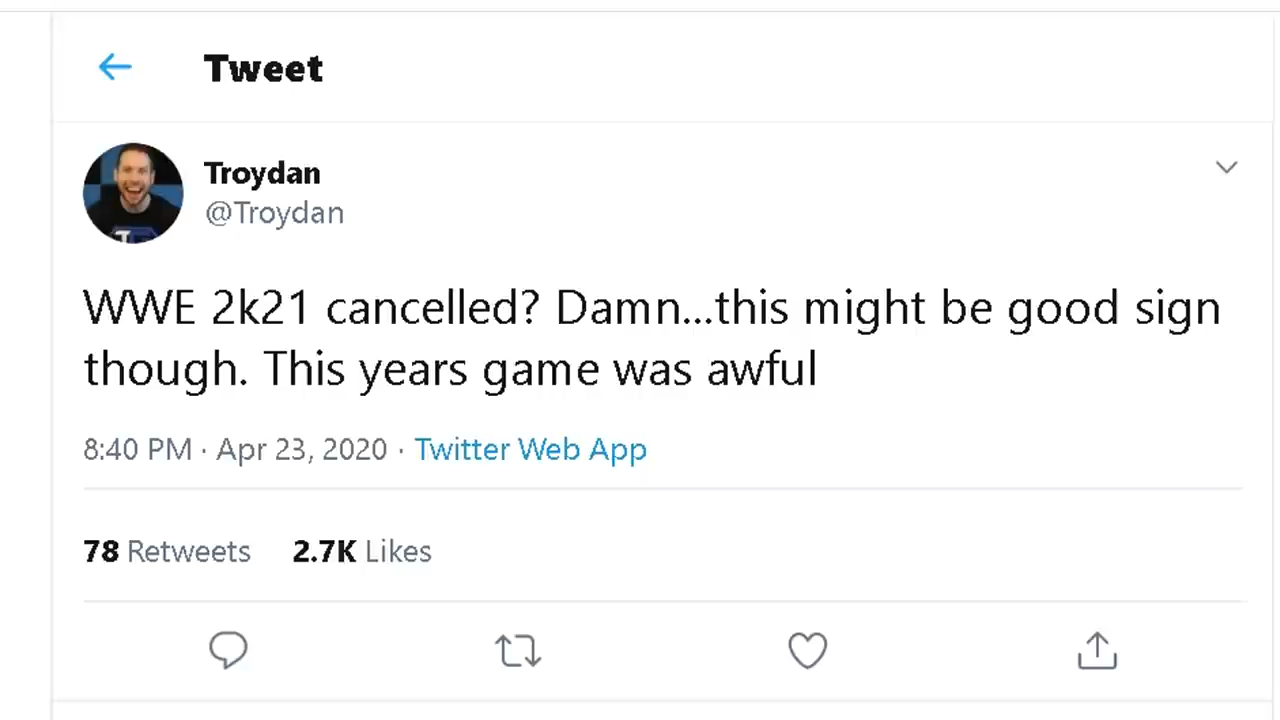 Tweet
Troydan
@Troydan
WWE 2k21 cancelled? Damn...this might be good sign
though. This years game was awful
8:40 PM · Apr 23, 2020 · Twitter Web App
78 Retweets 2.7K Likes